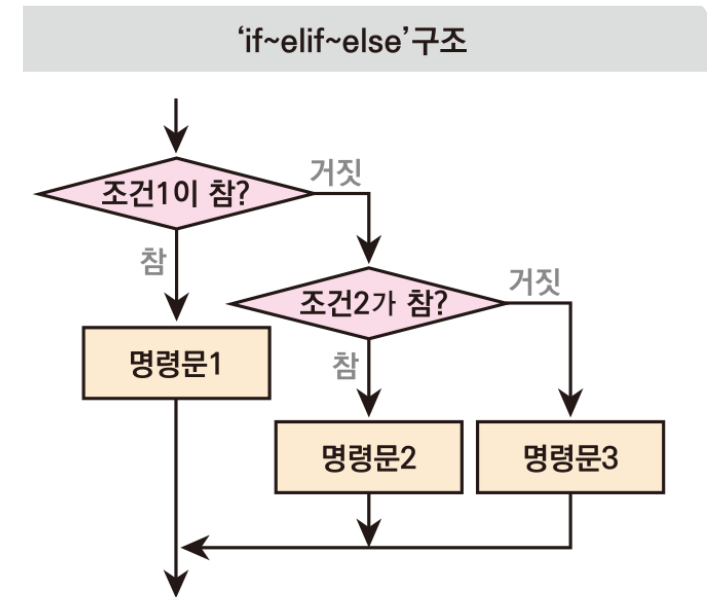 ‘if~elif~else’구조
조건1이 참?
거짓
참
조건2가 참?
거짓
명령문1
참
명령문2
명령문3